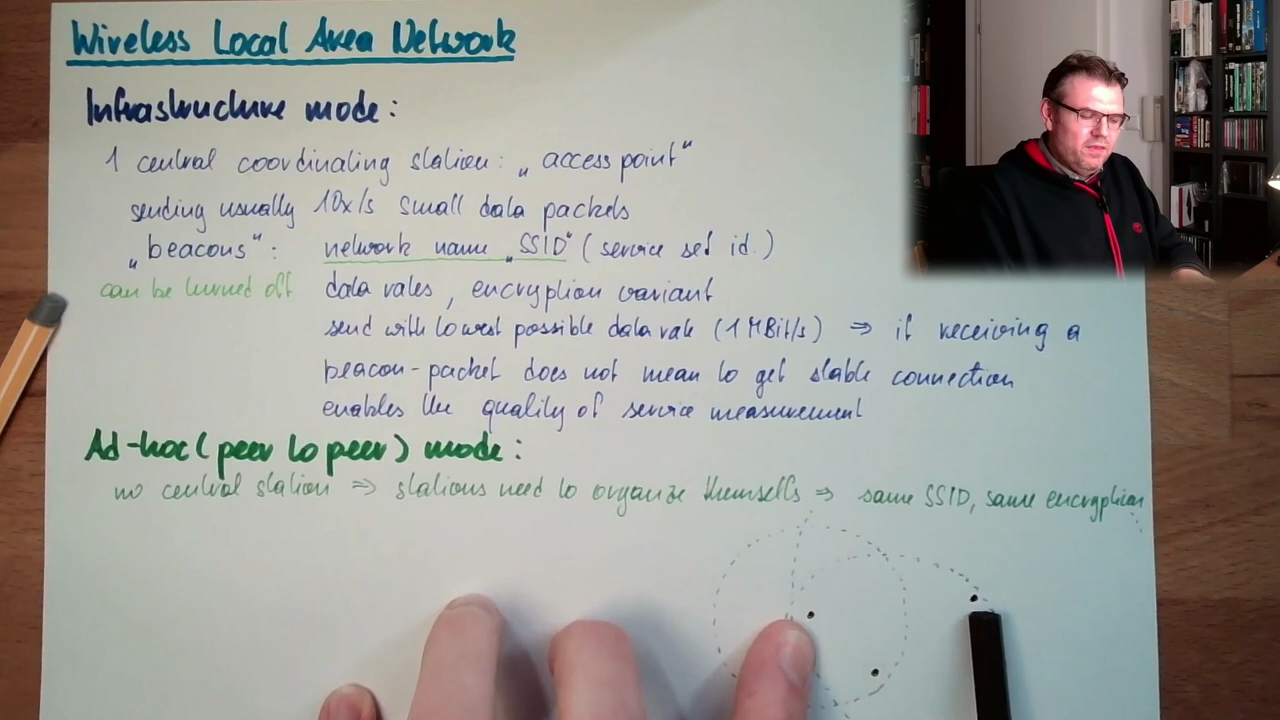 Wireless Local Area Network
Infrastructure mode:
1 central coordinating station: „access point“
sending usually 10x/s small data packets
„beacons“: network name „SSID“ (service set id.)
can be turned off data rates, encryption variant
send with lowest possible data rate (1 MBit/s) ⇒ if receiving a
beacon-packet does not mean to get stable connection
enables the quality of service measurement
Ad-hoc (peer to peer) mode:
no central station ⇒ stations need to organize themselfs ⇒ same SSID, same encryption